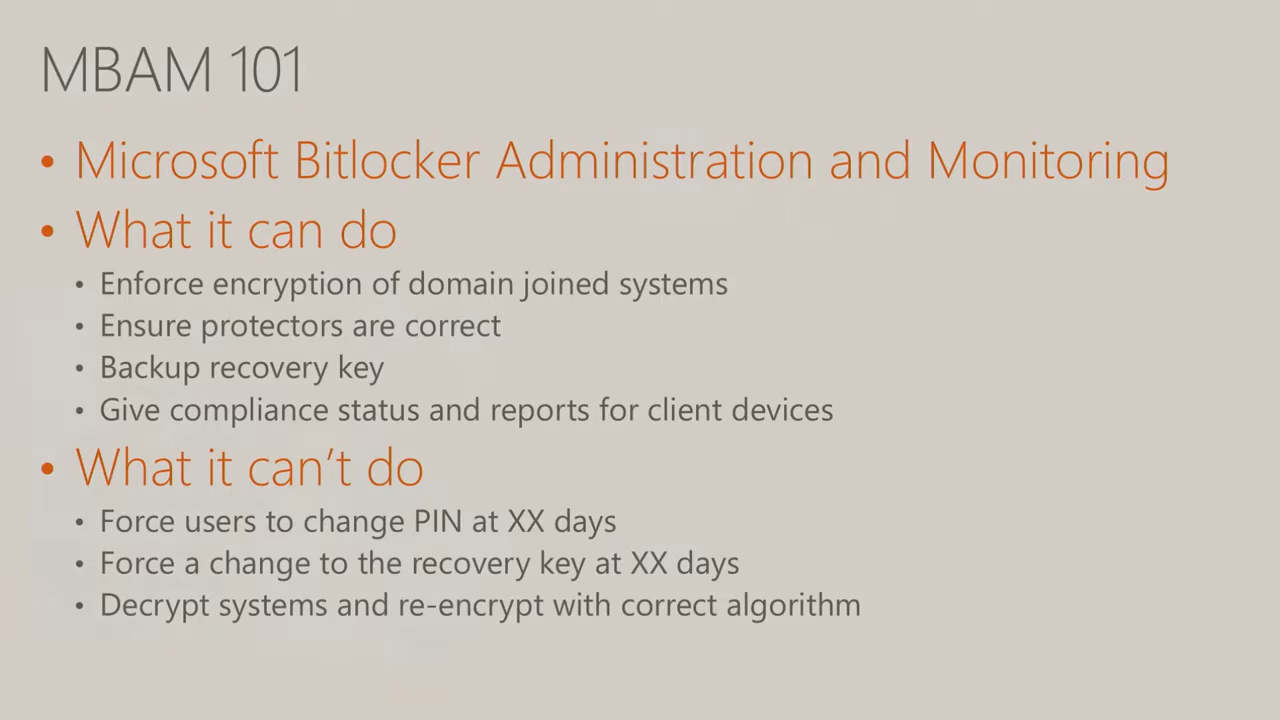 MBAM 101
• Microsoft Bitlocker Administration and Monitoring
• What it can do
• Enforce encryption of domain joined systems
• Ensure protectors are correct
• Backup recovery key
• Give compliance status and reports for client devices
• What it can't do
• Force users to change PIN at XX days
• Force a change to the recovery key at XX days
• Decrypt systems and re-encrypt with correct algorithm